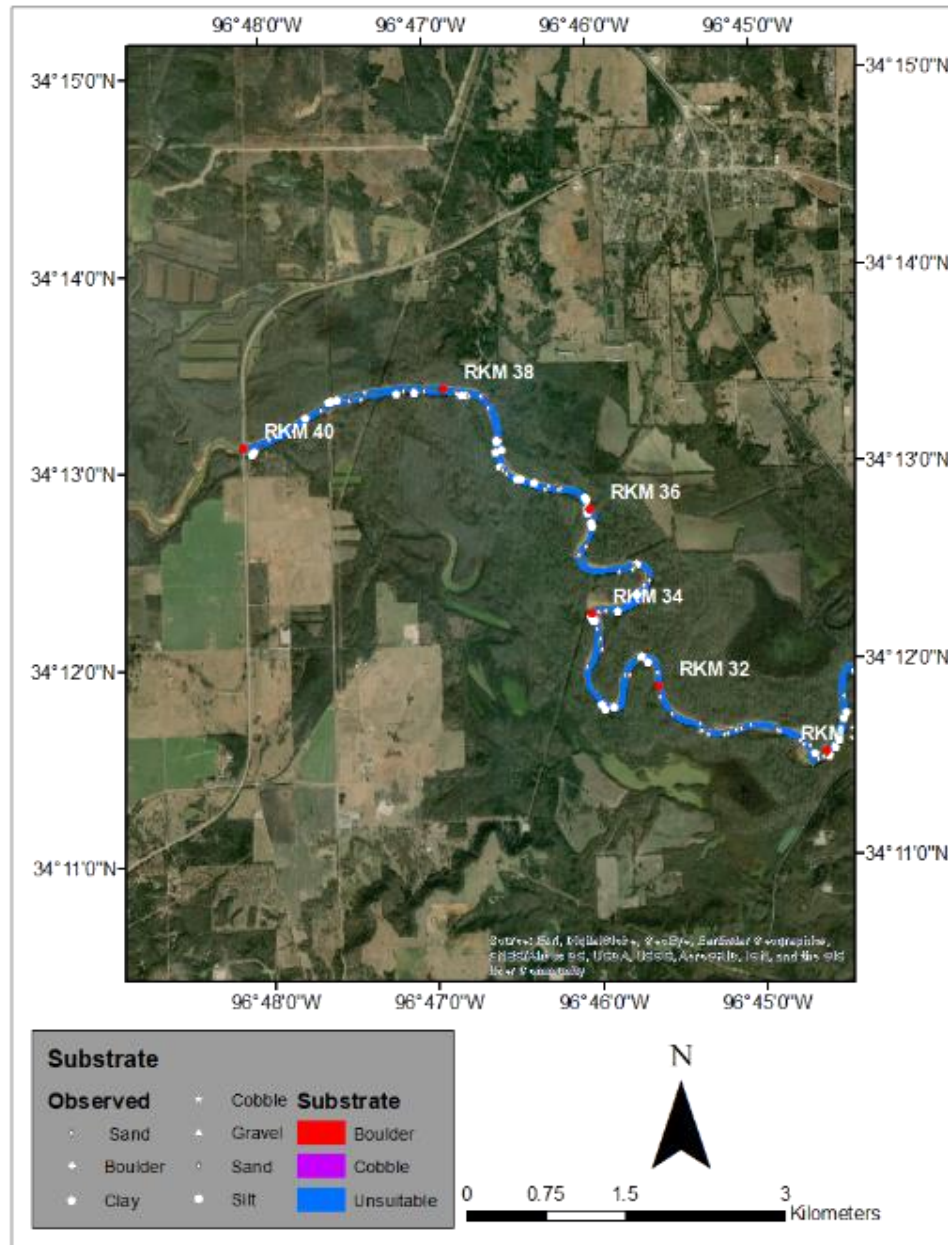 96°48'0"W 96°47'0"W 96°46'0"W 96°45'0"W
34°15'0"N 34°15'0"N
34°14'0"N 34°14'0"N
RKM 38
RKM 40
34°13'0"N 34°13'0"N
RKM 36
RKM 34
34°12'0"N 34°12'0"N
RKM 32
RKM 3
34°11'0"N 34°11'0"N
96°48'0"W 96°47'0"W 96°46'0"W 96°45'0"W
Substrate
Observed
Sand
Boulder
Clay
Cobble
Gravel
Sand
Silt
Substrate
Boulder
Cobble
Unsuitable
N
0 0.75 1.5 3
Kilometers